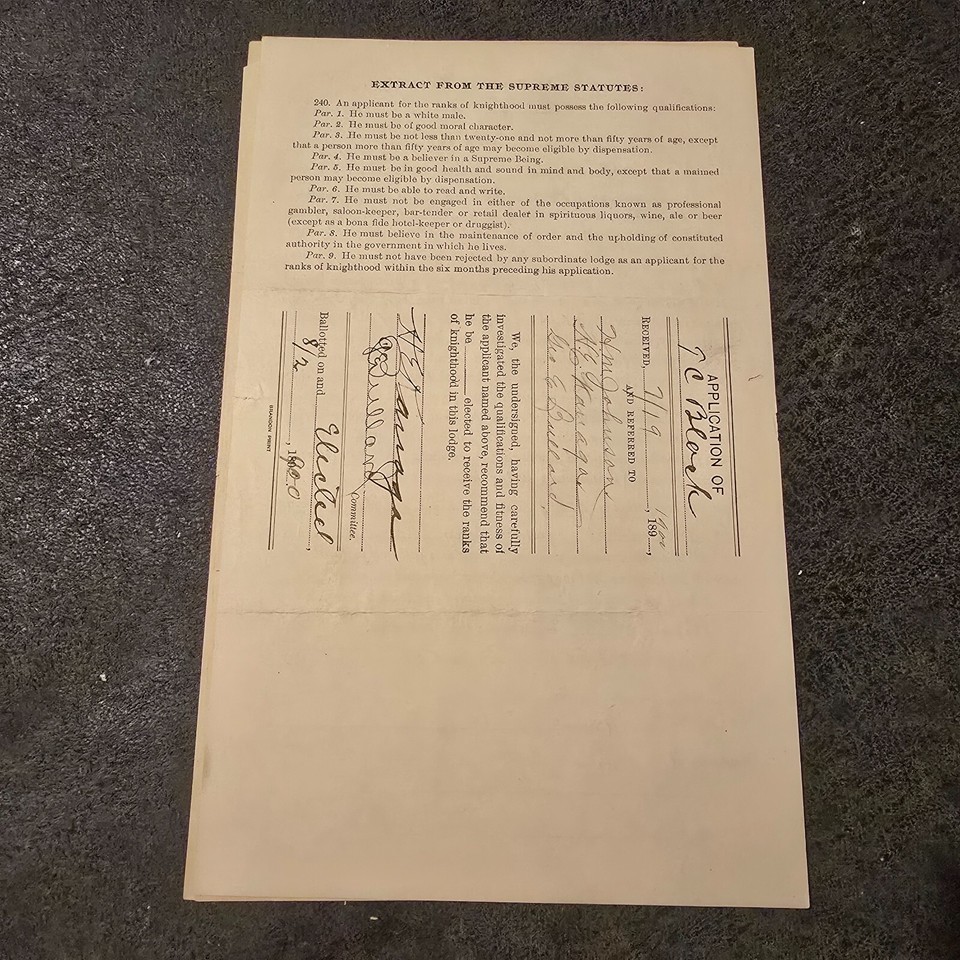 EXTRACT FROM THE SUPREME STATUTES:
240. An applicant for the ranks of knighthood must possess the following qualifications:
Par. 1. He must be a white male.
Par. 2. He must be of good moral character.
Par. 3. He must be not less than twenty-one and not more than fifty years of age, except
that a person more than fifty years of age may become eligible by dispensation.
Par. 4. He must be a believer in a Supreme Being.
Par. 5. He must be in good health and sound in mind and body, except that a maimed
person may become eligible by dispensation.
Par. 6. He must be able to read and write.
Par. 7. He must not be engaged in either of the occupations known as professional
gambler, saloon-keeper, bar-tender or retail dealer in spirituous liquors, wine, ale or beer
(except as a bona fide hotel-keeper or druggist).
Par. 8. He must believe in the maintenance of order and the upholding of constituted
authority in the government in which he lives.
Par. 9. He must not have been rejected by any subordinate lodge as an applicant for the
ranks of knighthood within the six months preceding his application.
APPLICATION OF
T C Block
RECEIVED, 7/19, 189 1900,
AND REFERRED TO
H M Johnson
Geo E Bullard
We, the undersigned, having carefully
investigated the qualifications and fitness of
the applicant named above, recommend that
he be elected to receive the ranks
of knighthood in this lodge.
Bullard
Committee.
Ballotted on and Elected,
8/2, 1900
BRANDON PRINT